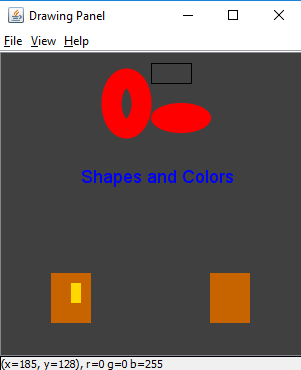 Drawing Panel
File View Help
Shapes and Colors
(x=185, y=128), r=0 g=0 b=255